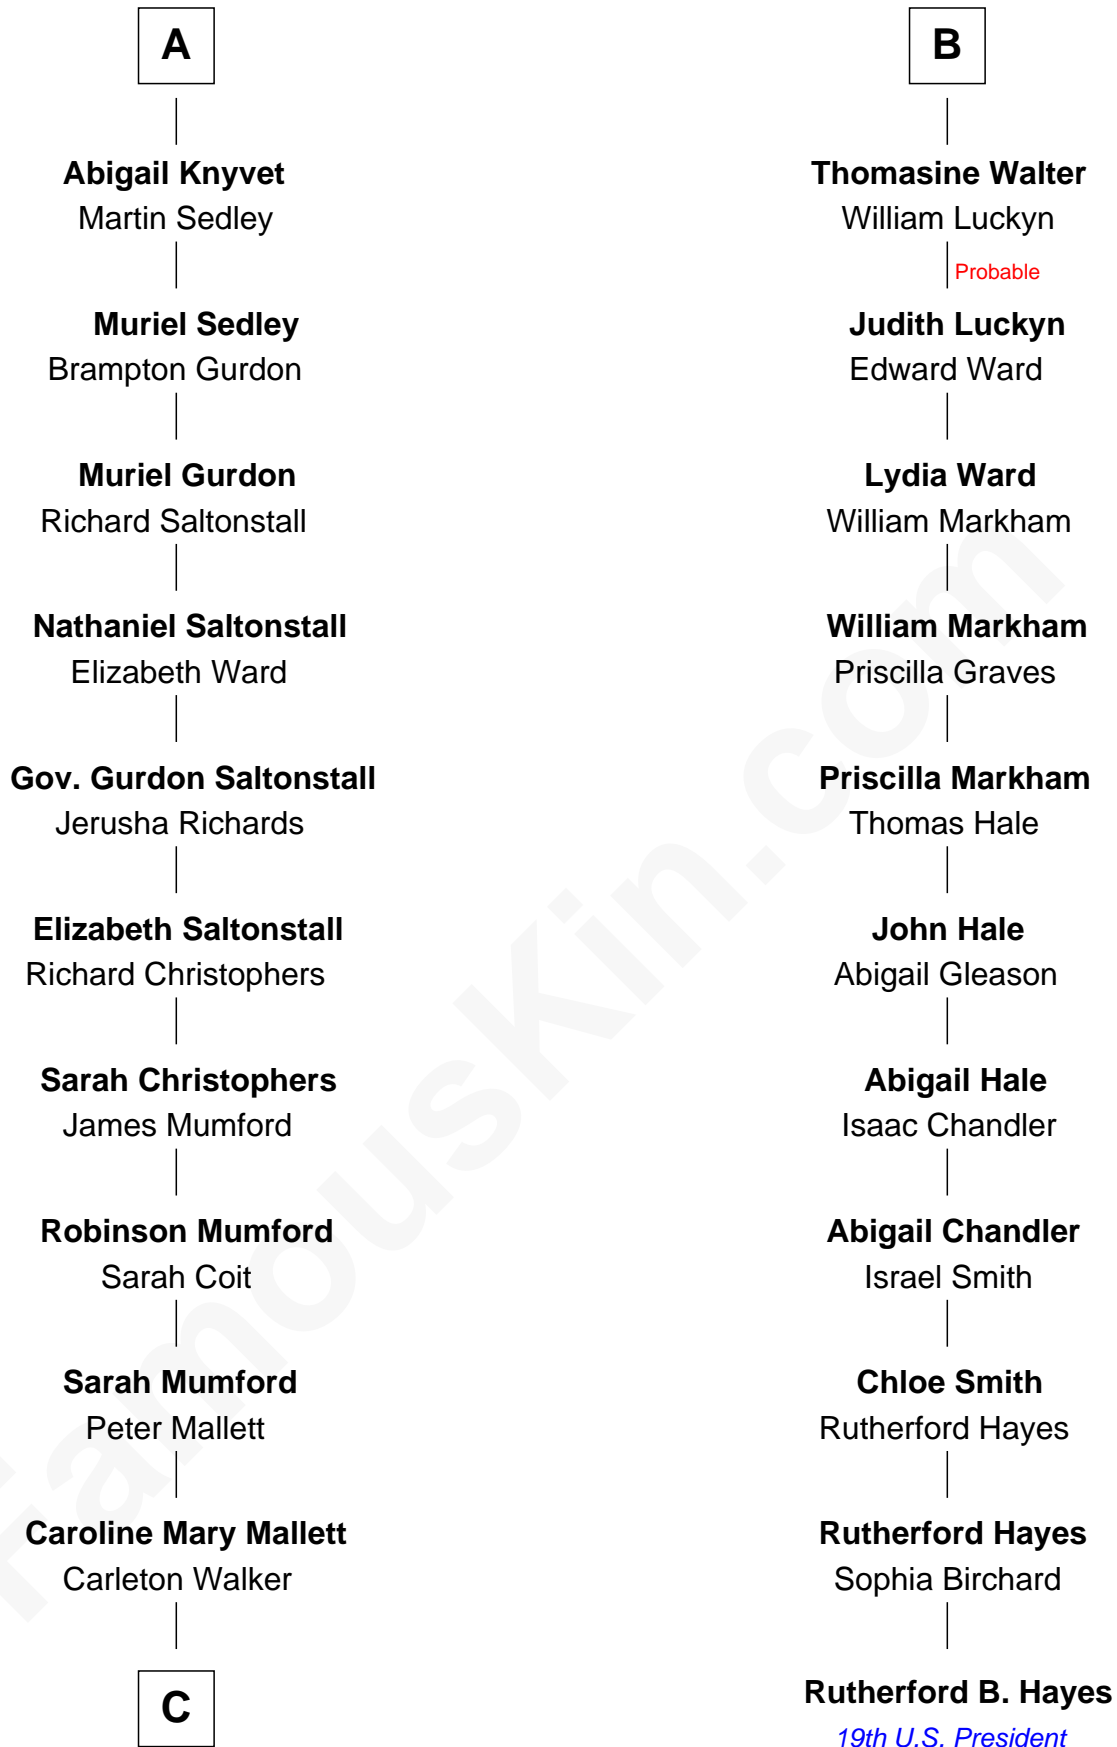 A
Abigail Knyvet
Martin Sedley
Muriel Sedley
Brampton Gurdon
Muriel Gurdon
Richard Saltonstall
Nathaniel Saltonstall
Elizabeth Ward
Gov. Gurdon Saltonstall
Jerusha Richards
Elizabeth Saltonstall
Richard Christophers
Sarah Christophers
James Mumford
Robinson Mumford
Sarah Coit
Sarah Mumford
Peter Mallett
Caroline Mary Mallett
Carleton Walker
C
B
Thomasine Walter
William Luckyn
Probable
Judith Luckyn
Edward Ward
Lydia Ward
William Markham
William Markham
Priscilla Graves
Priscilla Markham
Thomas Hale
John Hale
Abigail Gleason
Abigail Hale
Isaac Chandler
Abigail Chandler
Israel Smith
Chloe Smith
Rutherford Hayes
Rutherford Hayes
Sophia Birchard
Rutherford B. Hayes
19th U.S. President
FamousKin.com